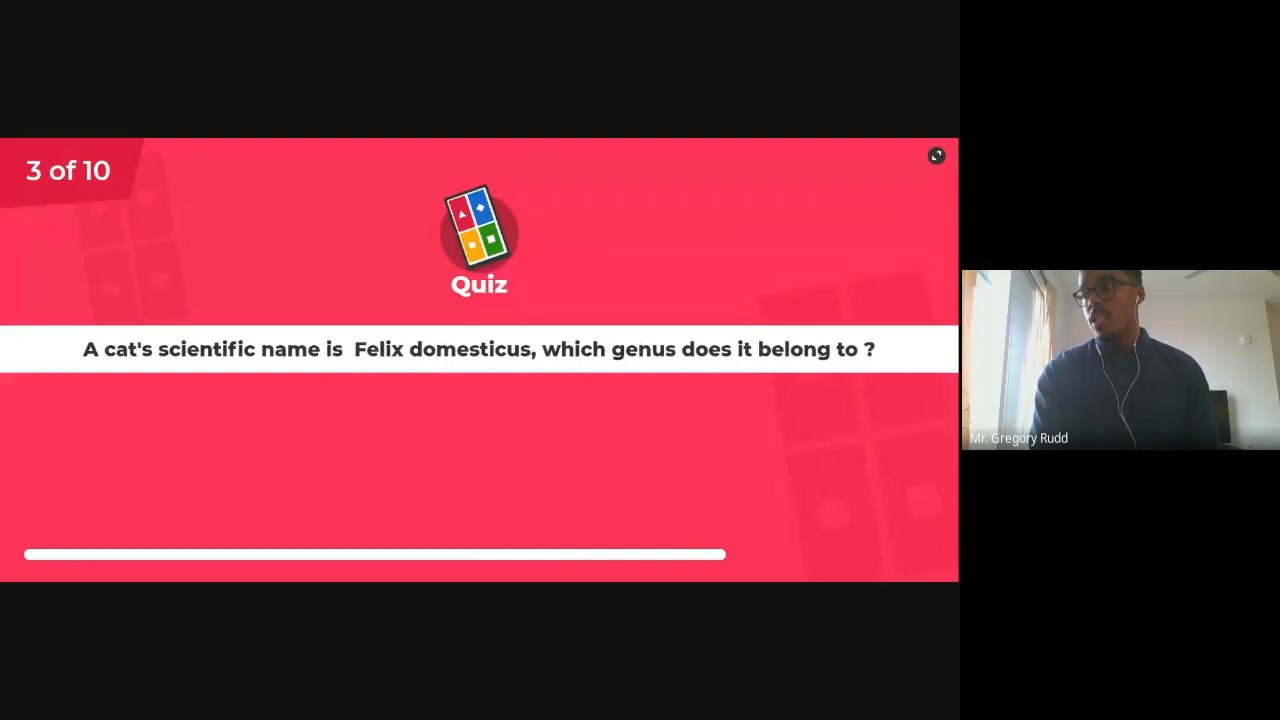 3 of 10
Quiz
A cat's scientific name is  Felix domesticus, which genus does it belong to ?
Mr. Gregory Rudd